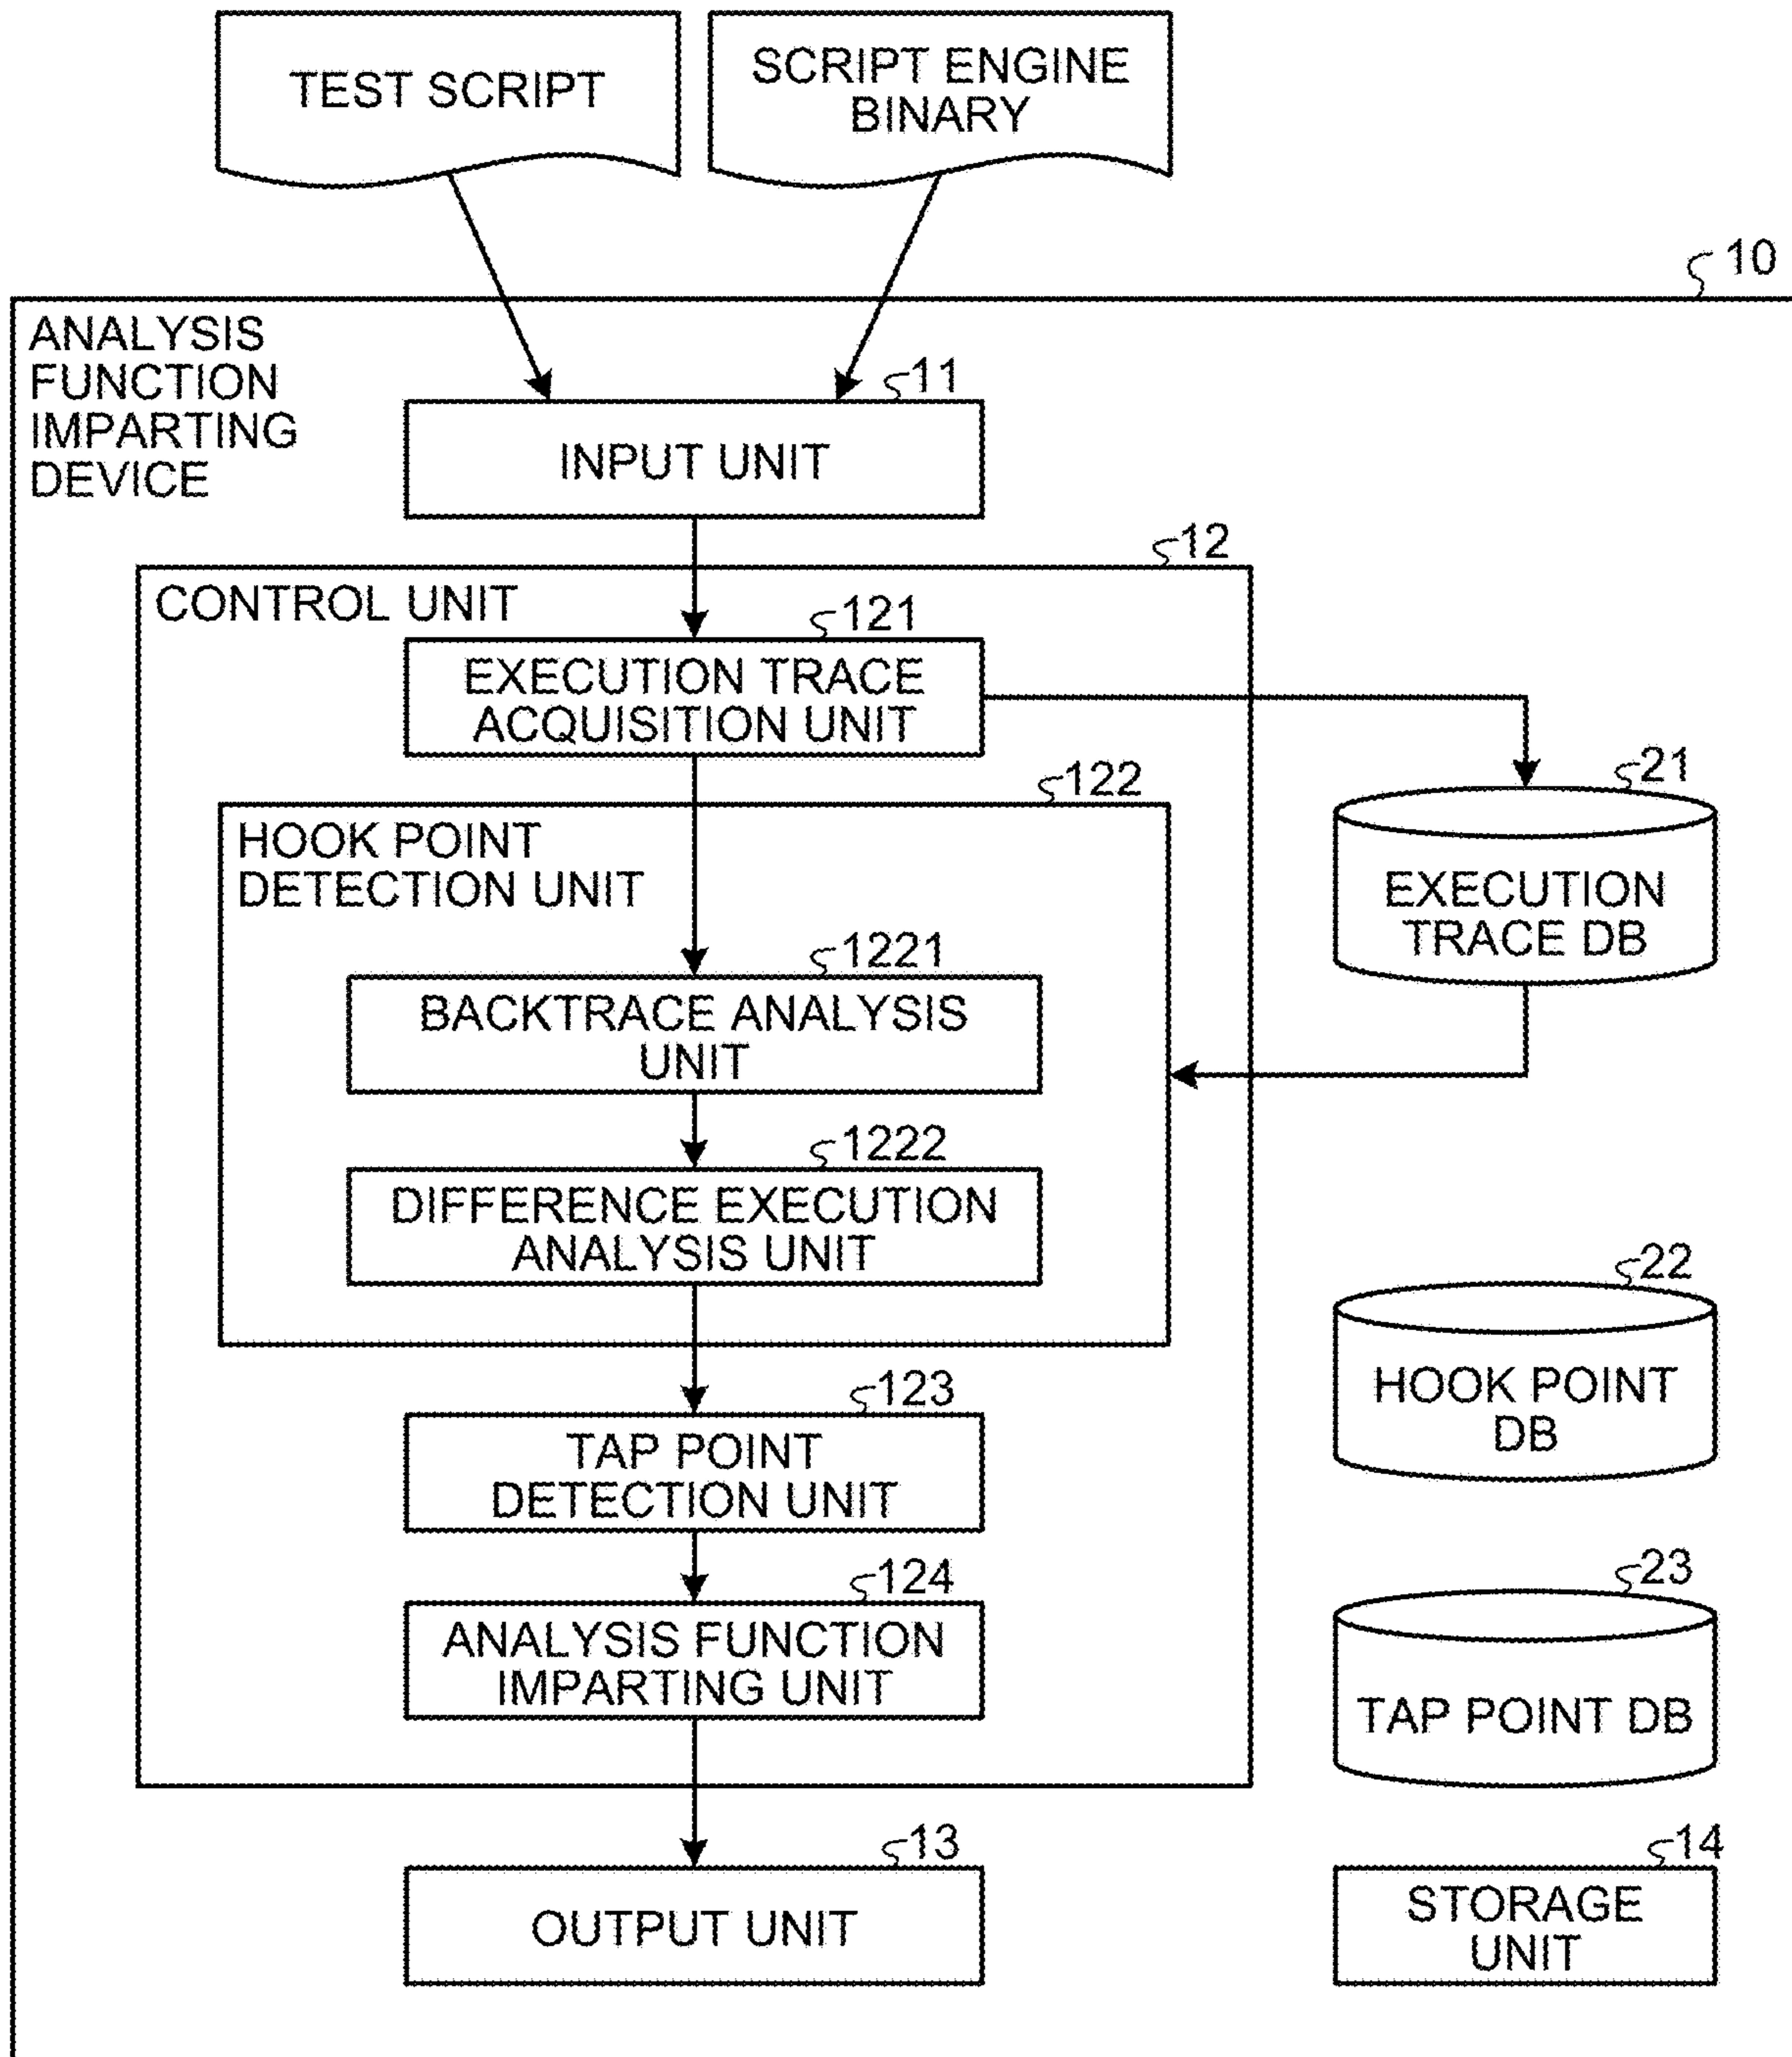 TEST SCRIPT
SCRIPT ENGINE
BINARY
10
ANALYSIS
FUNCTION
IMPARTING
DEVICE
11
INPUT UNIT
12
CONTROL UNIT
121
EXECUTION TRACE
ACQUISITION UNIT
122
HOOK POINT
DETECTION UNIT
21
EXECUTION
TRACE DB
1221
BACKTRACE ANALYSIS
UNIT
1222
DIFFERENCE EXECUTION
ANALYSIS UNIT
22
HOOK POINT
DB
123
TAP POINT
DETECTION UNIT
124
ANALYSIS FUNCTION
IMPARTING UNIT
23
TAP POINT DB
13
OUTPUT UNIT
14
STORAGE
UNIT